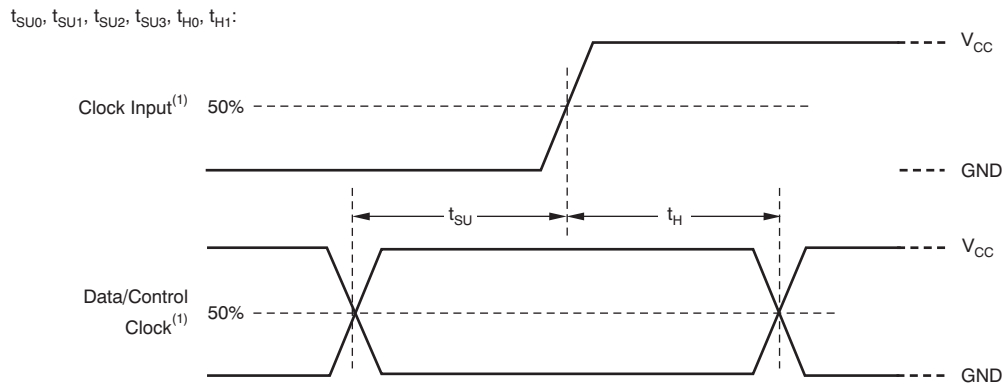 tSU0, tSU1, tSU2, tSU3, tH0, tH1:
VCC
Clock Input(1) 50%
GND
tSU
tH
VCC
Data/Control
Clock(1)
50%
GND